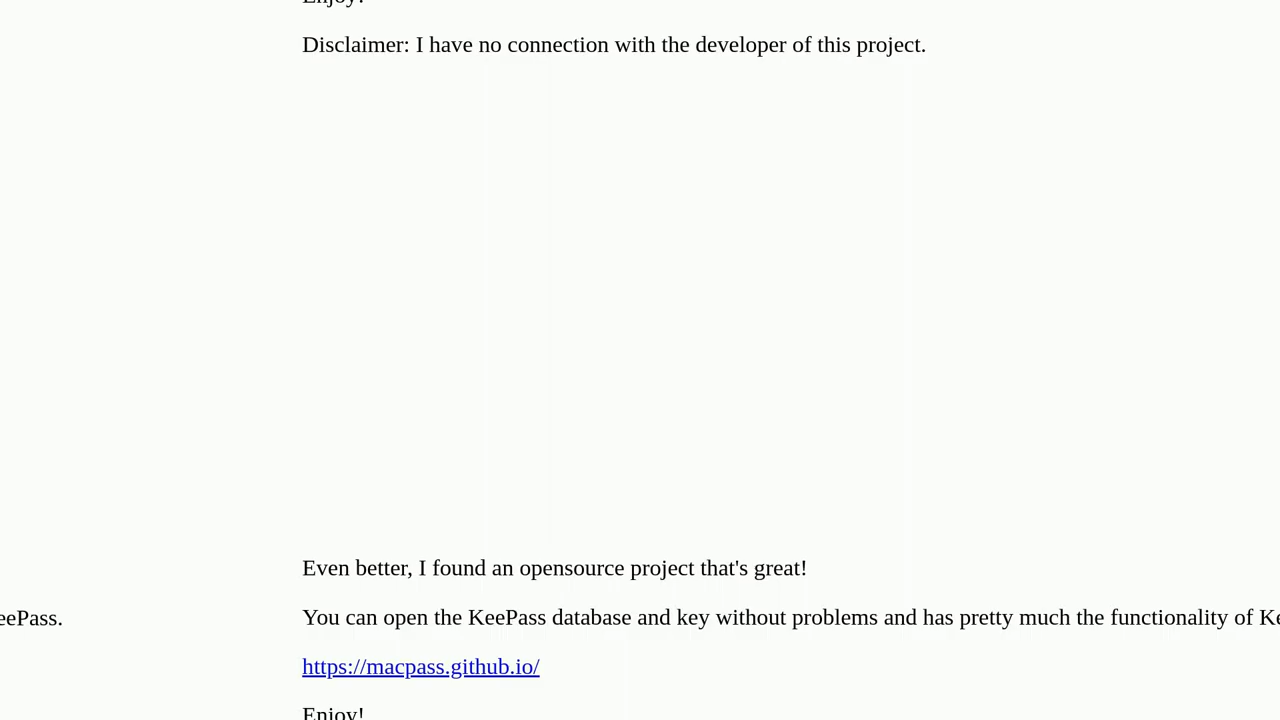 Enjoy!
Disclaimer: I have no connection with the developer of this project.
Even better, I found an opensource project that's great!
eePass.
You can open the KeePass database and key without problems and has pretty much the functionality of Ke
https://macpass.github.io/
Enjoy!